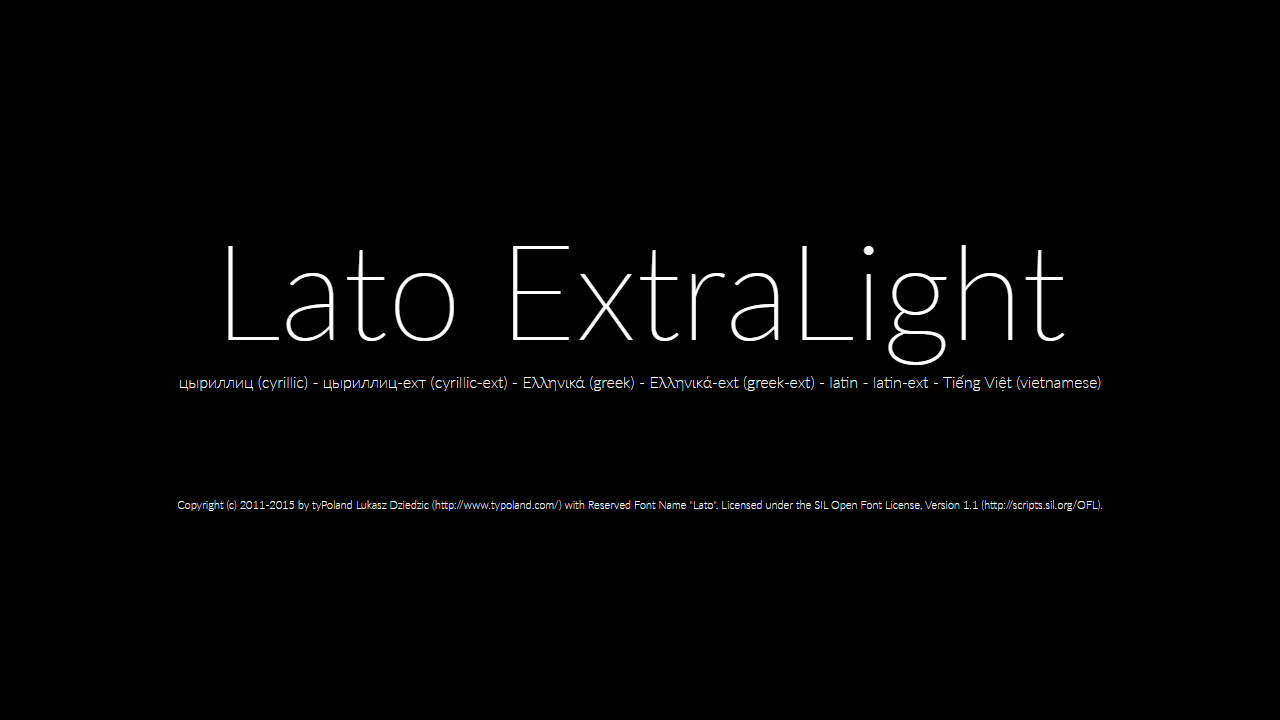 Lato ExtraLight
цыриллиц (cyrillic) - цыриллиц-ехт (cyrillic-ext) - Ελληνικά (greek) - Ελληνικά-ext (greek-ext) - latin - latin-ext - Tiếng Việt (vietnamese)
Copyright (c) 2011-2015 by tyPoland Lukasz Dziedzic (http://www.typoland.com/) with Reserved Font Name "Lato". Licensed under the SIL Open Font License, Version 1.1 (http://scripts.sil.org/OFL).